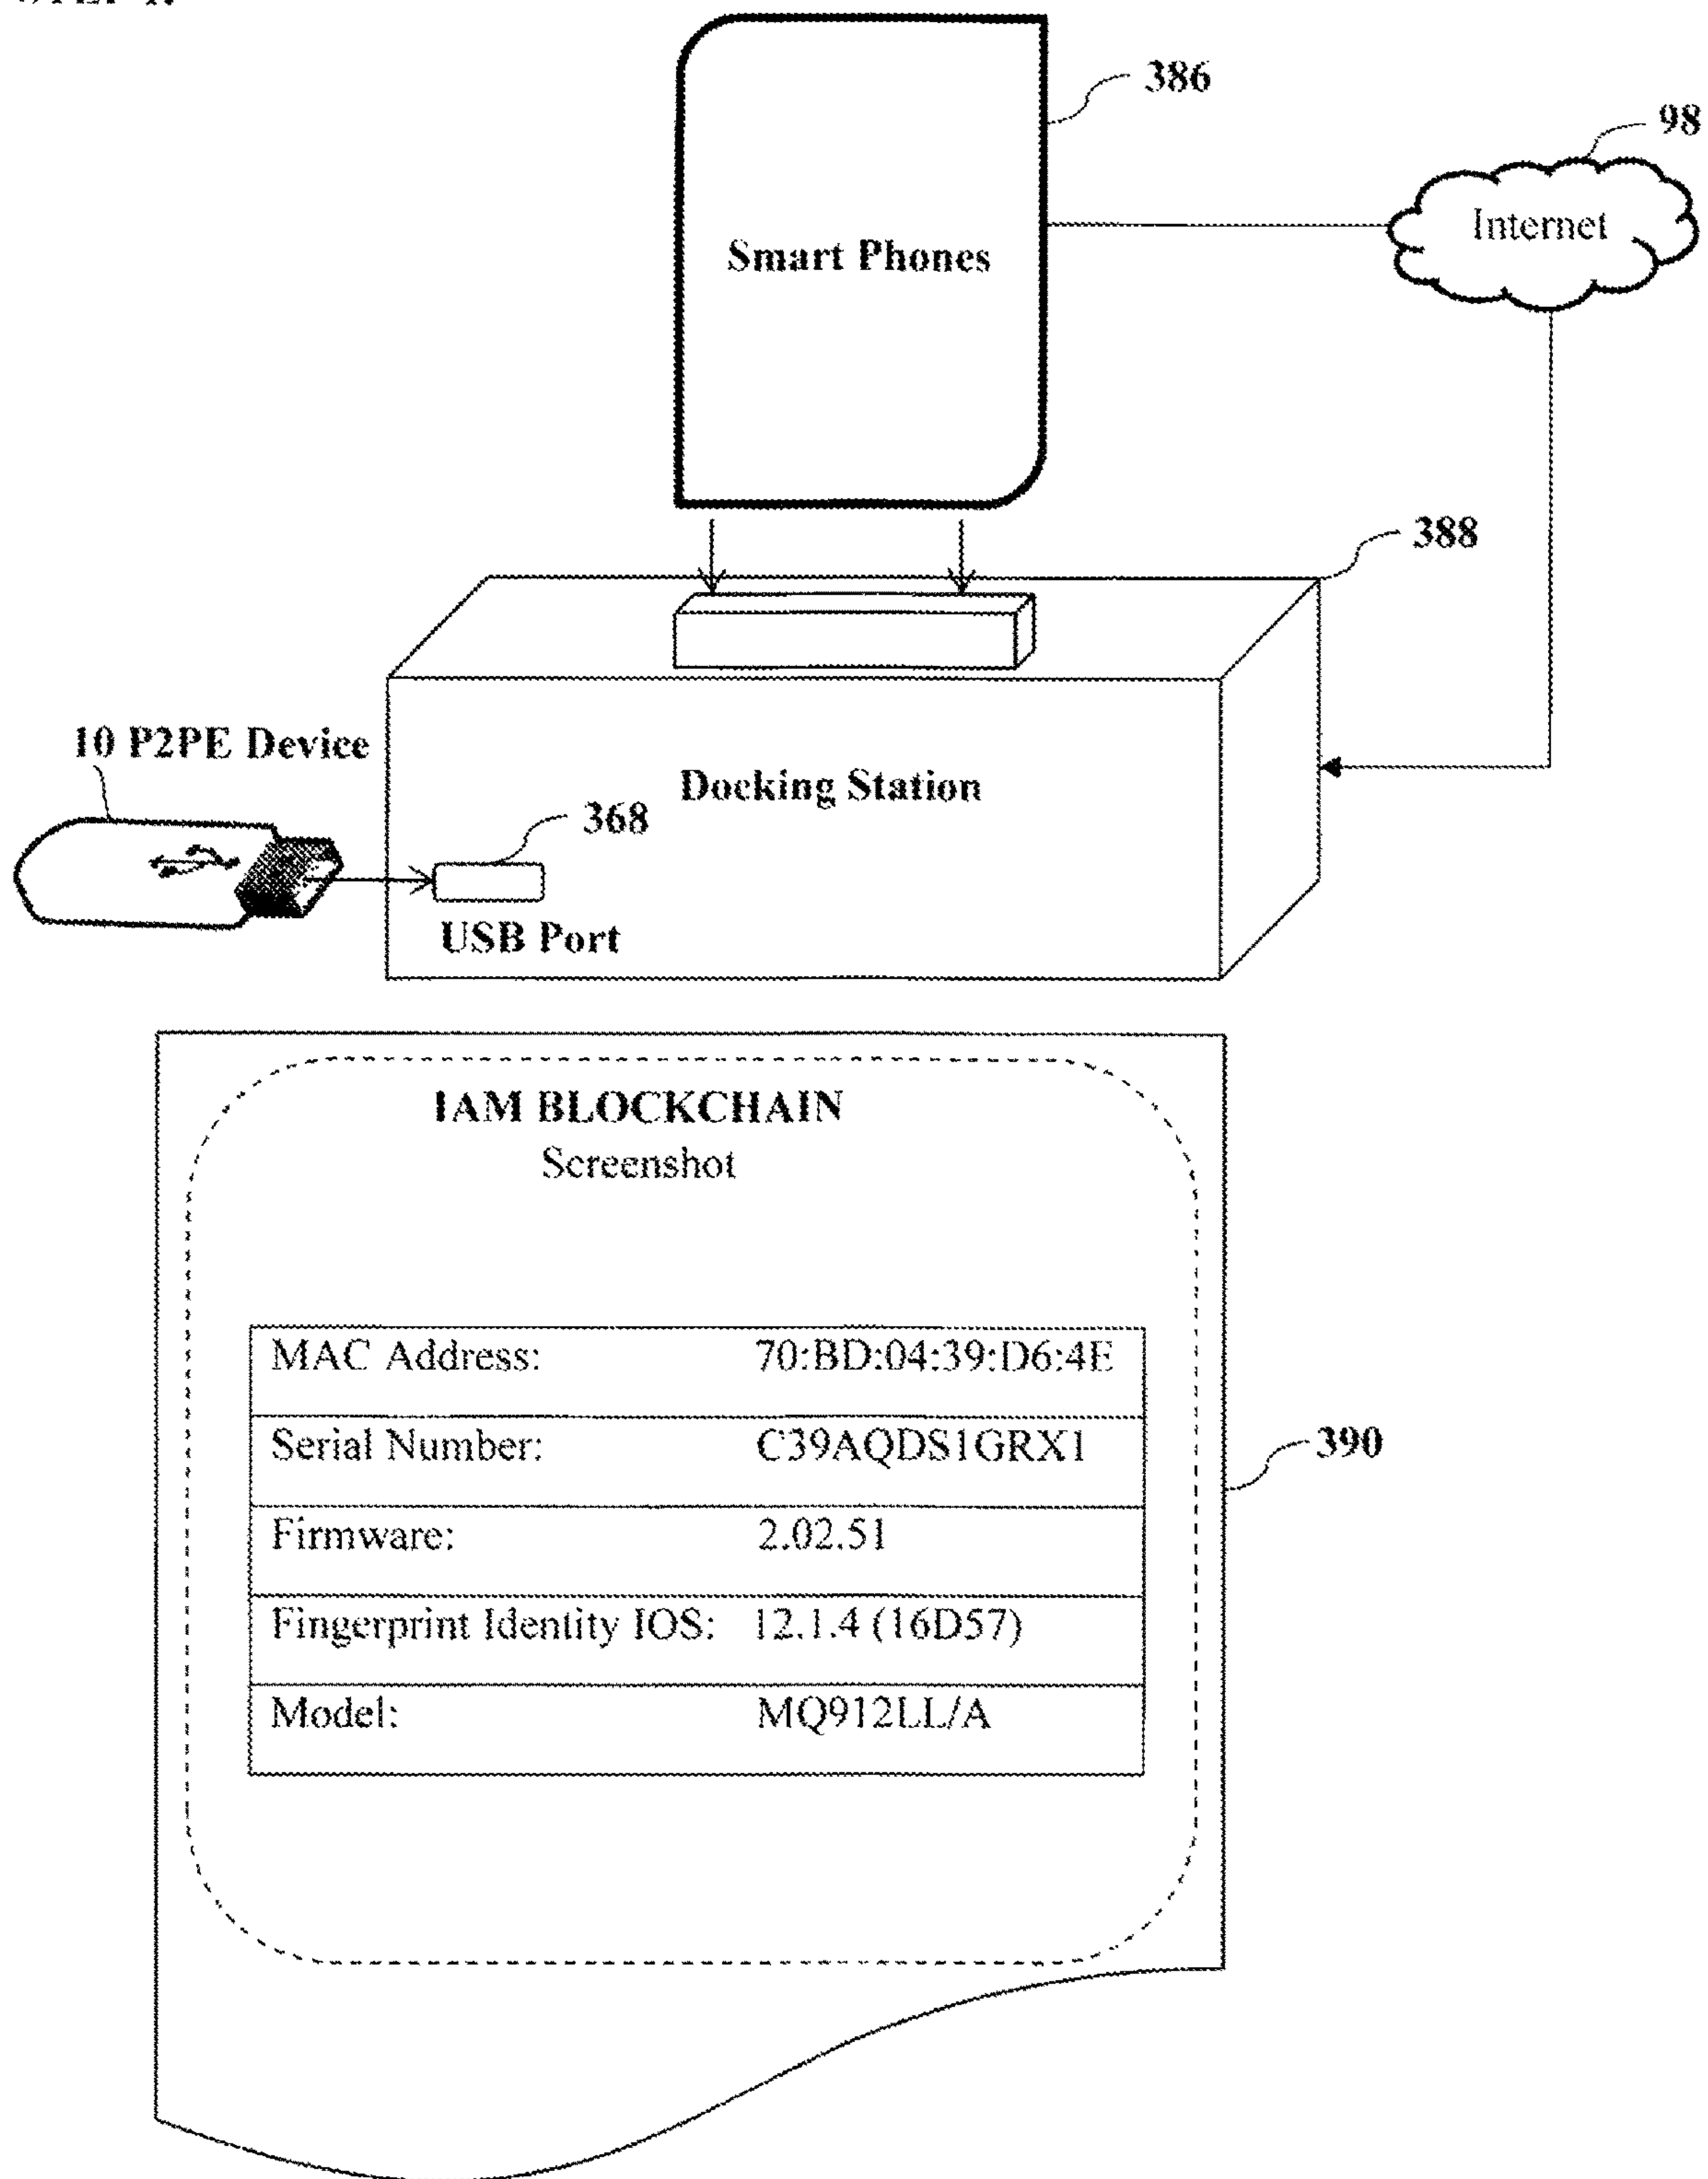 386
98
Internet
Smart Phones
388
10 P2PE Device
Docking Station
368
USB Port
IAM BLOCKCHAIN
Screenshot
MAC Address: 70:BD:04:39:D6:4E
Serial Number: C39AQDS1GRX1
390
Firmware: 2.02.51
Fingerprint Identity IOS: 12.1.4 (16D57)
Model: MQ912LL/A